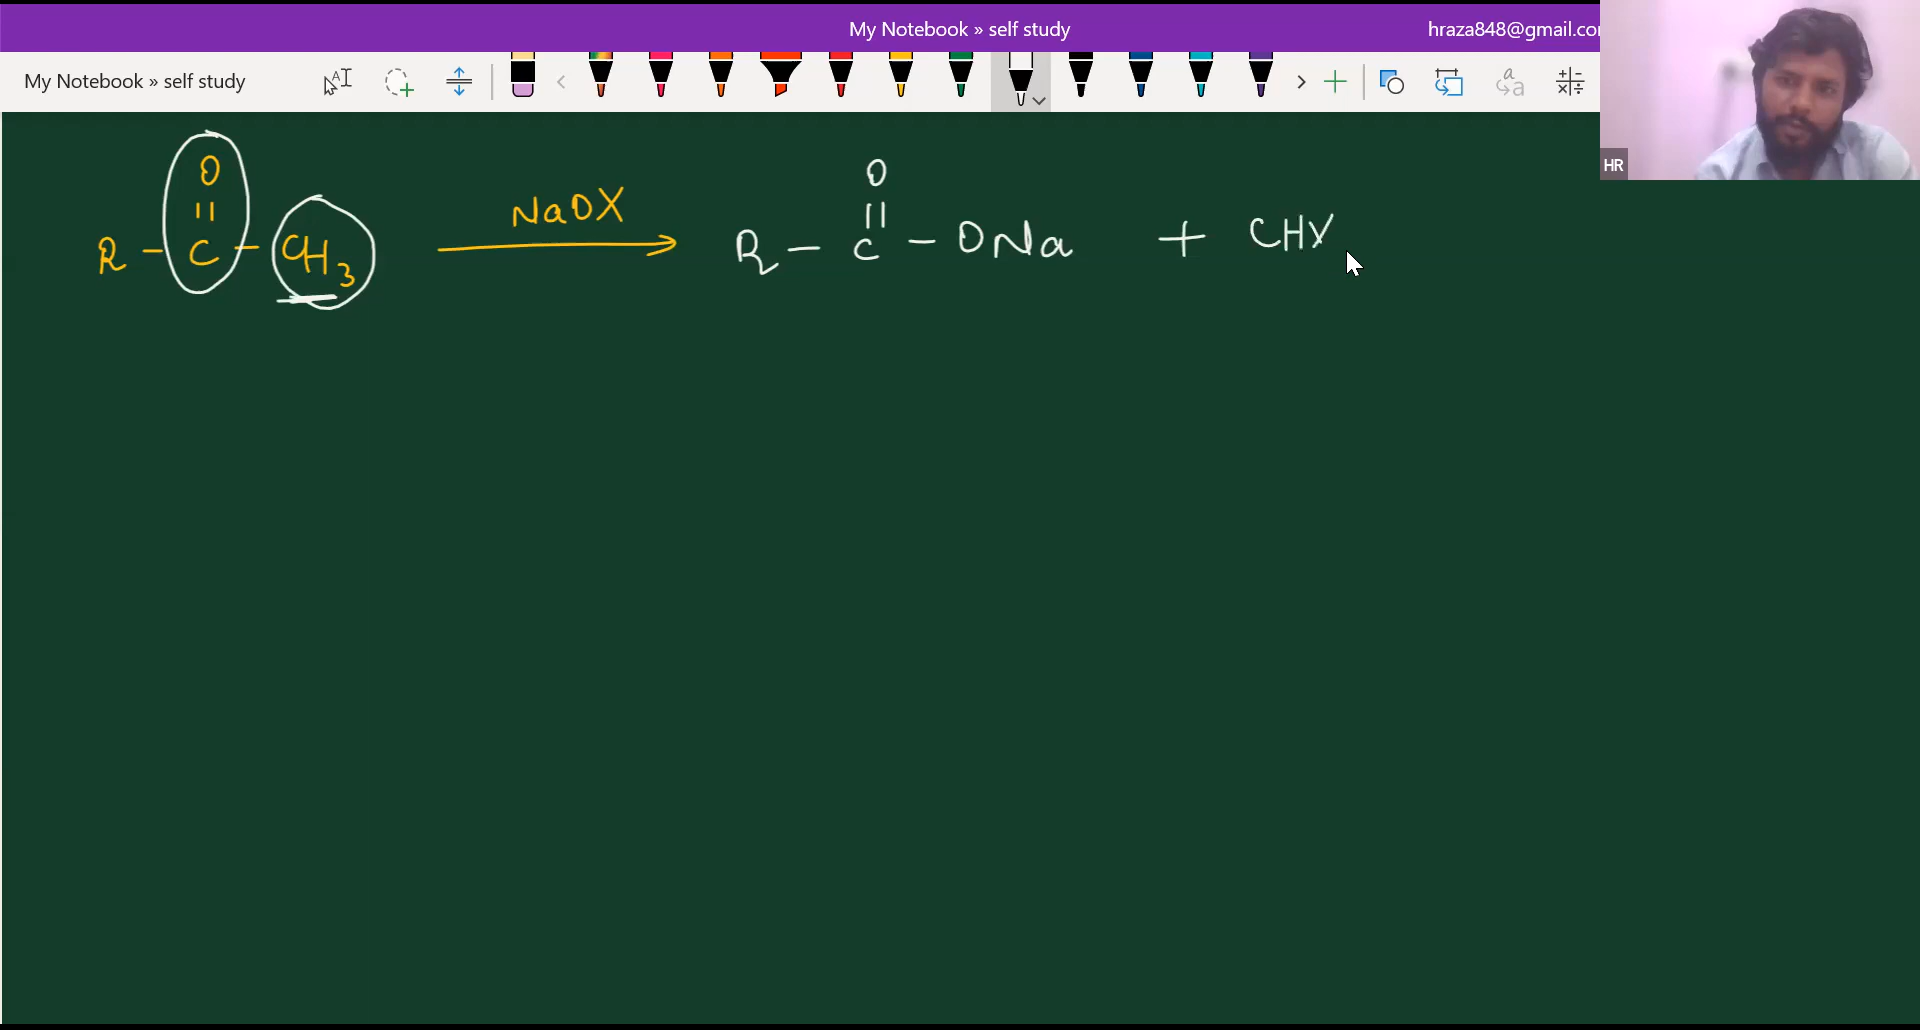 My Notebook » self study
hraza848@gmail.co
My Notebook » self study
HR
O
||
R - C - CH3
NaOX
O
||
R - C - ONa + CHX